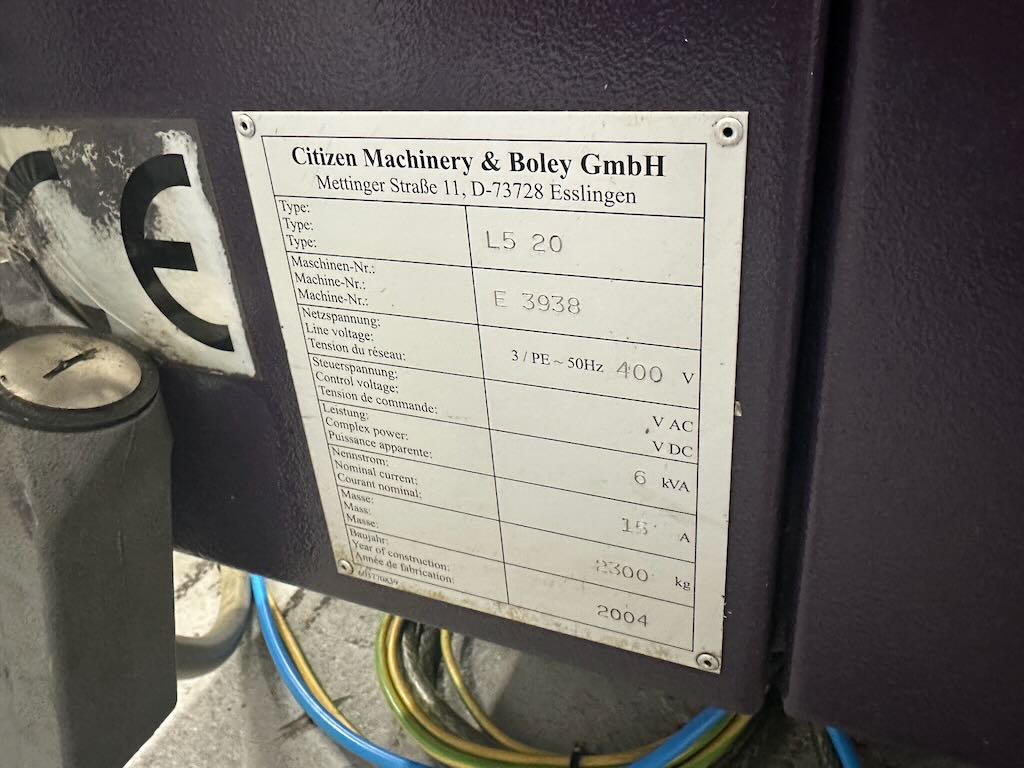 CE
Citizen Machinery & Boley GmbH
Mettinger Straße 11, D-73728 Esslingen
Type:
Type:
Type:
L5 20
Maschinen-Nr.:
Machine-Nr.:
Machine-Nr.:
E 3938
Netzspannung:
Line voltage:
Tension du réseau:
3 / PE ~ 50Hz 400 V
Steuerspannung:
Control voltage:
Tension de commande:
V AC
V DC
Leistung:
Complex power:
Puissance apparente:
6 kVA
Nennstrom:
Nominal current:
Courant nominal:
15 A
Masse:
Mass:
Masse:
2300 kg
Baujahr:
Year of construction:
Année de fabrication:
2004